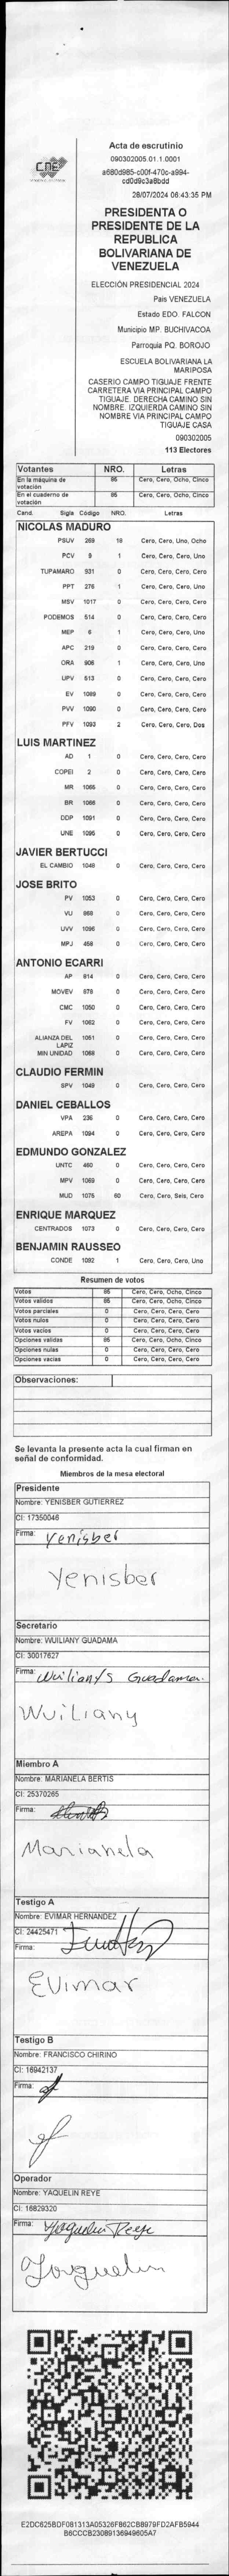 CNE
Acta de escrutinio
090302005.01.1.0001
a680d985-c00f-470c-a994-
cd0d9c3a8bdd
28/07/2024 06:43:35 PM
PRESIDENTA O
PRESIDENTE DE LA
REPUBLICA
BOLIVARIANA DE
VENEZUELA
ELECCIÓN PRESIDENCIAL 2024
Pais VENEZUELA
Estado EDO. FALCON
Municipio MP. BUCHIVACOA
Parroquia PQ. BOROJO
ESCUELA BOLIVARIANA LA
MARIPOSA
CASERIO CAMPO TIGUAJE FRENTE
CARRETERA VIA PRINCIPAL CAMPO
TIGUAJE. DERECHA CAMINO SIN
NOMBRE. IZQUIERDA CAMINO SIN
NOMBRE VIA PRINCIPAL CAMPO
TIGUAJE CASA
090302005
113 Electores
Votantes NRO. Letras
En la máquina de votación 85 Cero, Cero, Ocho, Cinco
En el cuaderno de votación 85 Cero, Cero, Ocho, Cinco
Cand. Sigla Código NRO. Letras
NICOLAS MADURO
PSUV 269 18 Cero, Cero, Uno, Ocho
PCV 9 1 Cero, Cero, Cero, Uno
TUPAMARO 931 0 Cero, Cero, Cero, Cero
PPT 276 1 Cero, Cero, Cero, Uno
MSV 1017 0 Cero, Cero, Cero, Cero
PODEMOS 514 0 Cero, Cero, Cero, Cero
MEP 6 1 Cero, Cero, Cero, Uno
APC 219 0 Cero, Cero, Cero, Cero
ORA 906 1 Cero, Cero, Cero, Uno
UPV 513 0 Cero, Cero, Cero, Cero
EV 1089 0 Cero, Cero, Cero, Cero
PVV 1090 0 Cero, Cero, Cero, Cero
PFV 1093 2 Cero, Cero, Cero, Dos
LUIS MARTINEZ
AD 1 0 Cero, Cero, Cero, Cero
COPEI 2 0 Cero, Cero, Cero, Cero
MR 1066 0 Cero, Cero, Cero, Cero
BR 1088 0 Cero, Cero, Cero, Cero
DDP 1091 0 Cero, Cero, Cero, Cero
UNE 1095 0 Cero, Cero, Cero, Cero
JAVIER BERTUCCI
EL CAMBIO 1048 0 Cero, Cero, Cero, Cero
JOSE BRITO
PV 1053 0 Cero, Cero, Cero, Cero
VU 868 0 Cero, Cero, Cero, Cero
UVV 1096 0 Cero, Cero, Cero, Cero
MPJ 458 0 Cero, Cero, Cero, Cero
ANTONIO ECARRI
AP 814 0 Cero, Cero, Cero, Cero
MOVEV 878 0 Cero, Cero, Cero, Cero
CMC 1050 0 Cero, Cero, Cero, Cero
FV 1062 0 Cero, Cero, Cero, Cero
ALIANZA DEL LAPIZ 1051 0 Cero, Cero, Cero, Cero
MIN UNIDAD 1068 0 Cero, Cero, Cero, Cero
CLAUDIO FERMIN
SPV 1049 0 Cero, Cero, Cero, Cero
DANIEL CEBALLOS
VPA 236 0 Cero, Cero, Cero, Cero
AREPA 1094 0 Cero, Cero, Cero, Cero
EDMUNDO GONZALEZ
UNTC 460 0 Cero, Cero, Cero, Cero
MPV 1069 0 Cero, Cero, Cero, Cero
MUD 1075 60 Cero, Cero, Seis, Cero
ENRIQUE MARQUEZ
CENTRADOS 1073 0 Cero, Cero, Cero, Cero
BENJAMIN RAUSSEO
CONDE 1092 1 Cero, Cero, Cero, Uno
Resumen de votos
Votos 85 Cero, Cero, Ocho, Cinco
Votos validos 85 Cero, Cero, Ocho, Cinco
Votos parciales 0 Cero, Cero, Cero, Cero
Votos nulos 0 Cero, Cero, Cero, Cero
Votos vacios 0 Cero, Cero, Cero, Cero
Opciones validas 85 Cero, Cero, Ocho, Cinco
Opciones nulas 0 Cero, Cero, Cero, Cero
Opciones vacias 0 Cero, Cero, Cero, Cero
Observaciones:
Se levanta la presente acta la cual firman en
señal de conformidad.
Miembros de la mesa electoral
Presidente
Nombre: YENISBER GUTIERREZ
CI: 17350046
Firma: Yenisber
Yenisber
Secretario
Nombre: WUILIANY GUADAMA
CI: 30017627
Firma: Wuilianys Guadama.
Wuiliany
Miembro A
Nombre: MARIANELA BERTIS
CI: 25370265
Firma:
Marianela
Testigo A
Nombre: EVIMAR HERNANDEZ
CI: 24425471
Firma:
Evimar
Testigo B
Nombre: FRANCISCO CHIRINO
CI: 16942137
Firma:
Operador
Nombre: YAQUELIN REYE
CI: 16829320
Firma: Yaquelin Reye
Yaquelin
E2DC625BDF081313A05326FB62CBB979FD2AFB5944
B6CCCB23089136949605A7